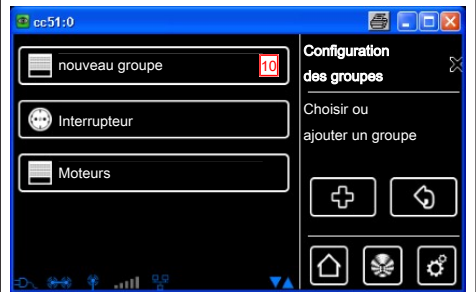 cc51:0
nouveau groupe 10
Interrupteur
Moteurs
Configuration
des groupes
Choisir ou
ajouter un groupe